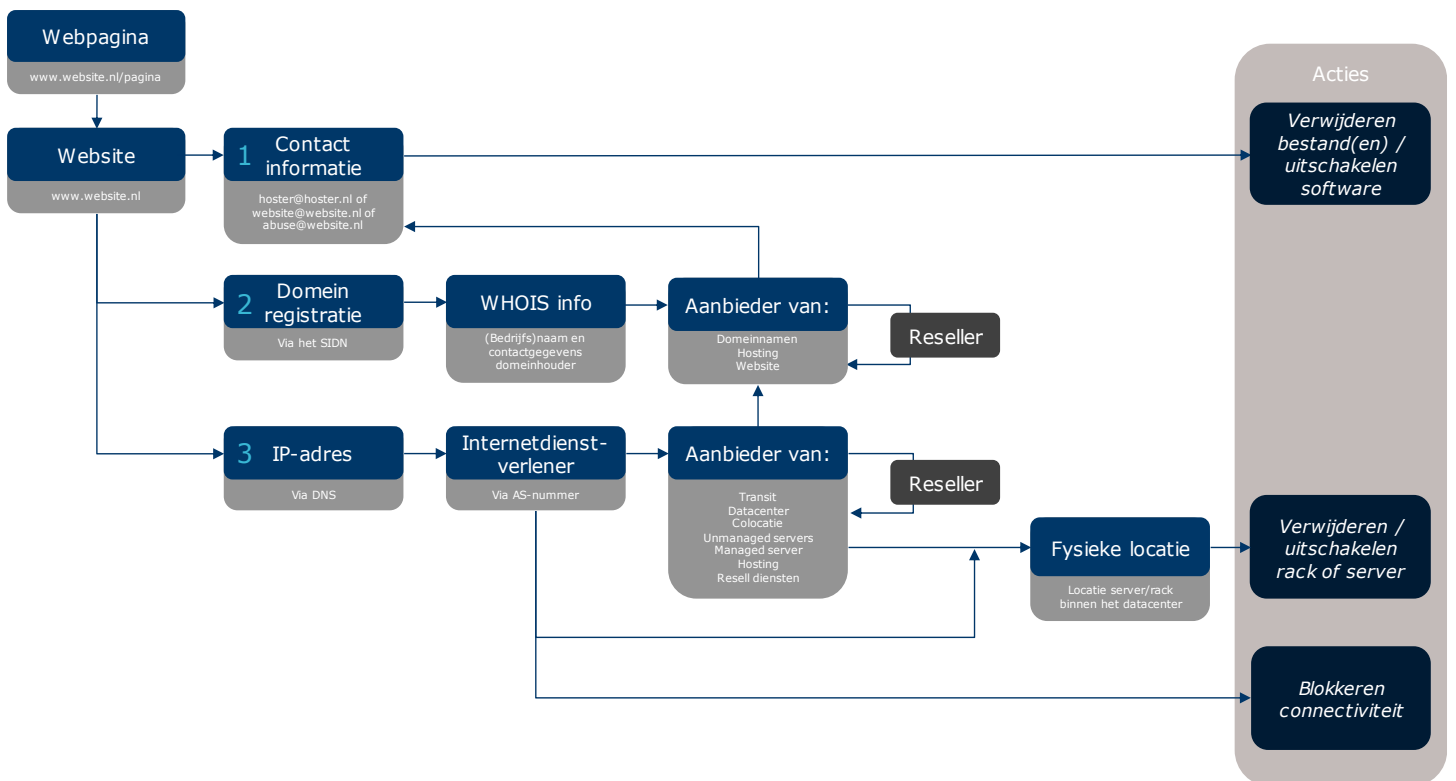 Webpagina
www.website.nl/pagina
Website
www.website.nl
1
Contact
informatie
hoster@hoster.nl of
website@website.nl of
abuse@website.nl
2
Domein
registratie
Via het SIDN
WHOIS info
(Bedrijfs)naam en
contactgegevens
domeinhouder
Aanbieder van:
Domeinnamen
Hosting
Website
Reseller
3
IP-adres
Via DNS
Internetdienst-
verlener
Via AS-nummer
Aanbieder van:
Transit
Datacenter
Colocatie
Unmanaged servers
Managed server
Hosting
Resell diensten
Reseller
Fysieke locatie
Locatie server/rack
binnen het datacenter
Acties
Verwijderen
bestand(en) /
uitschakelen
software
Verwijderen /
uitschakelen
rack of server
Blokkeren
connectiviteit